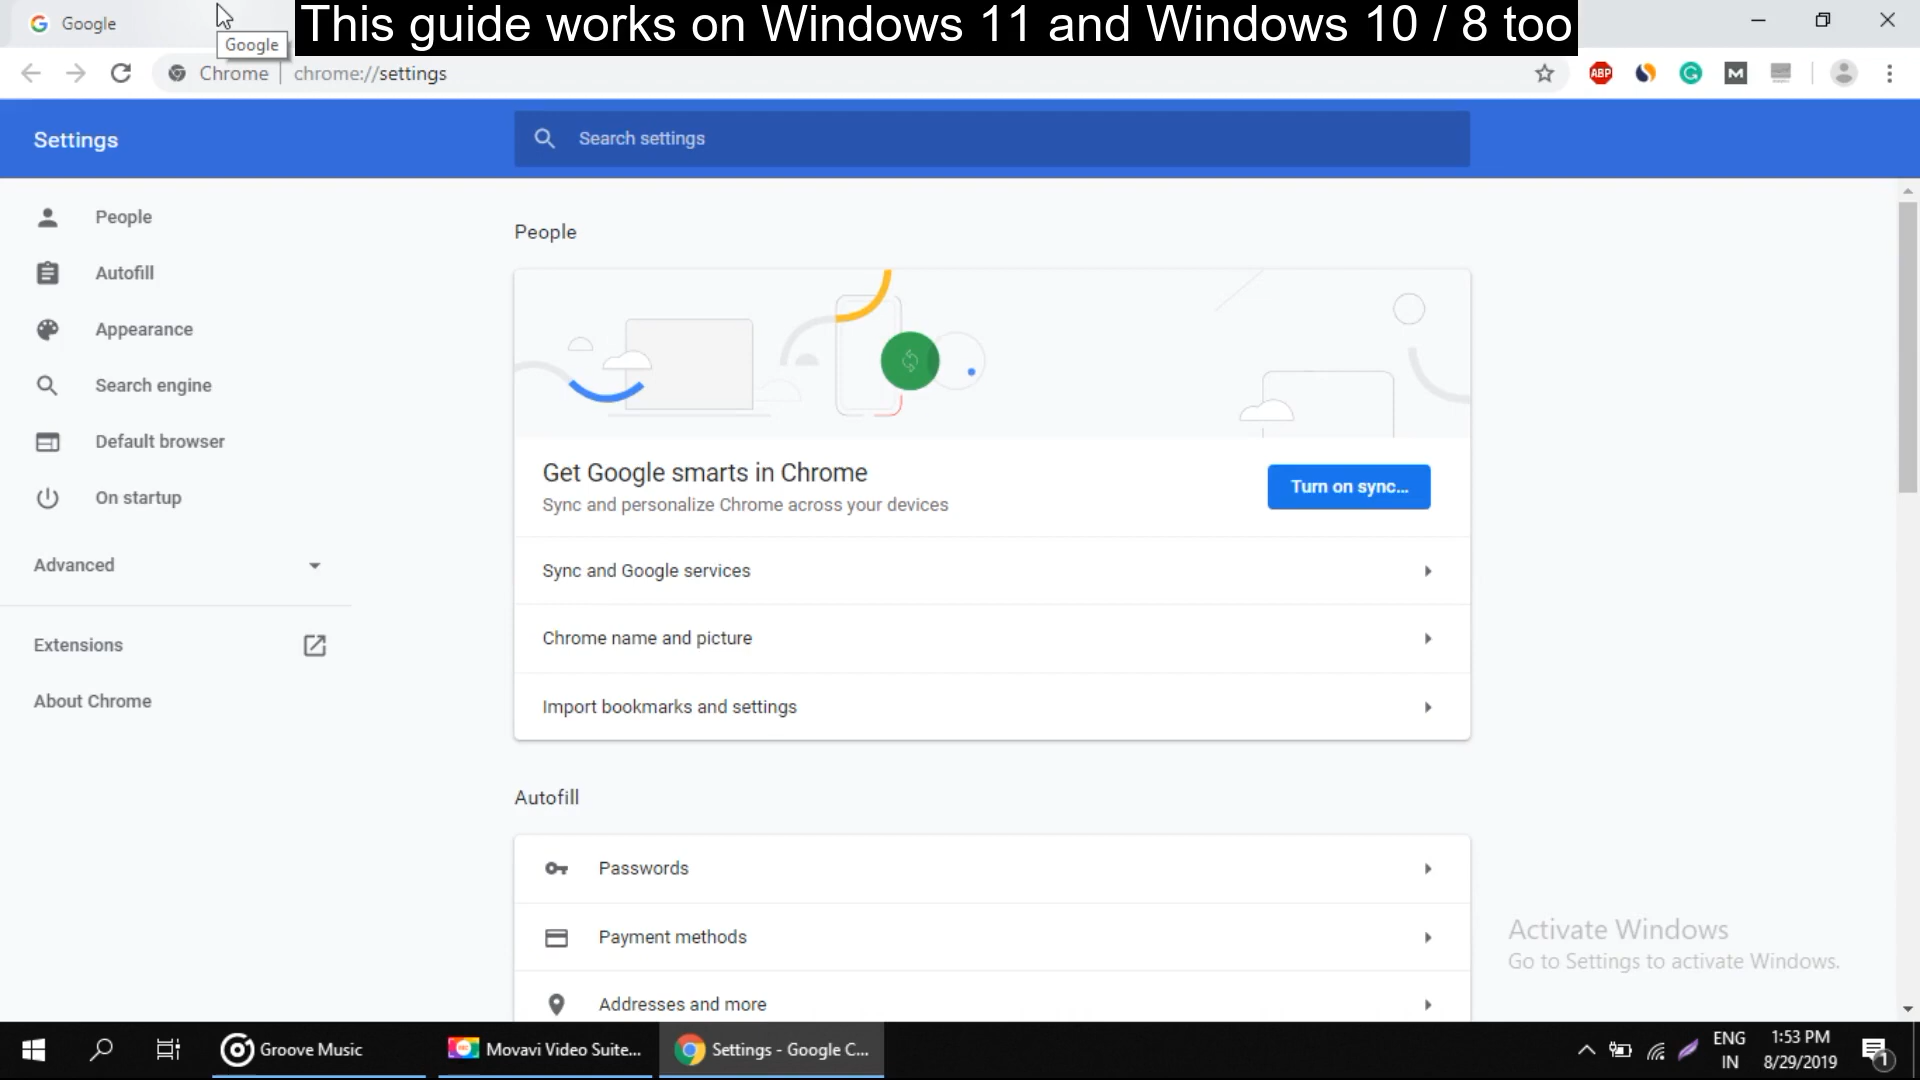 Google
Google
This guide works on Windows 11 and Windows 10 / 8 too
Chrome
chrome://settings
ABP
G
M
Settings
Search settings
People
Autofill
Appearance
Search engine
Default browser
On startup
Advanced
Extensions
About Chrome
People
Get Google smarts in Chrome
Sync and personalize Chrome across your devices
Turn on sync...
Sync and Google services
Chrome name and picture
Import bookmarks and settings
Autofill
Passwords
Payment methods
Addresses and more
Activate Windows
Go to Settings to activate Windows.
Groove Music
Movavi Video Suite...
Settings - Google C...
ENG
IN
1:53 PM
8/29/2019
1